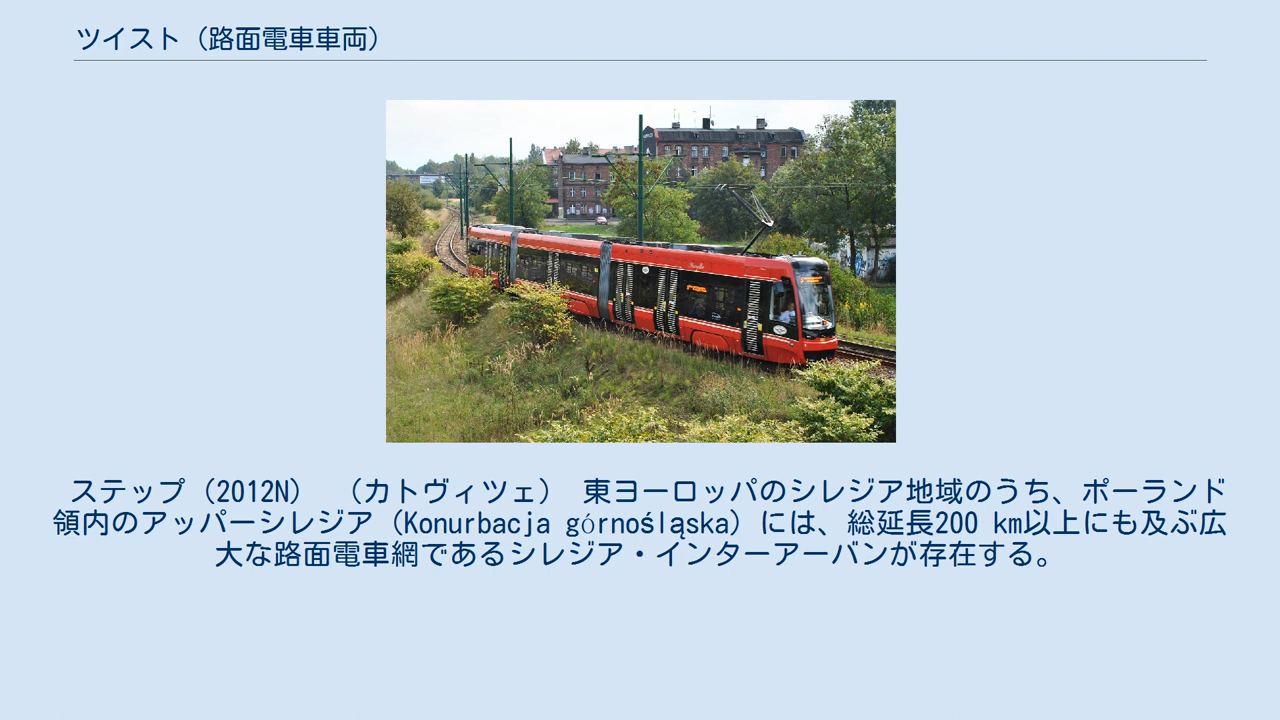 ツイスト（路面電車車両）
ステップ（2012N）　（カトヴィツェ）　東ヨーロッパのシレジア地域のうち、ポーランド
領内のアッパーシレジア（Konurbacja górnośląska）には、総延長200 km以上にも及ぶ広
大な路面電車網であるシレジア・インターアーバンが存在する。